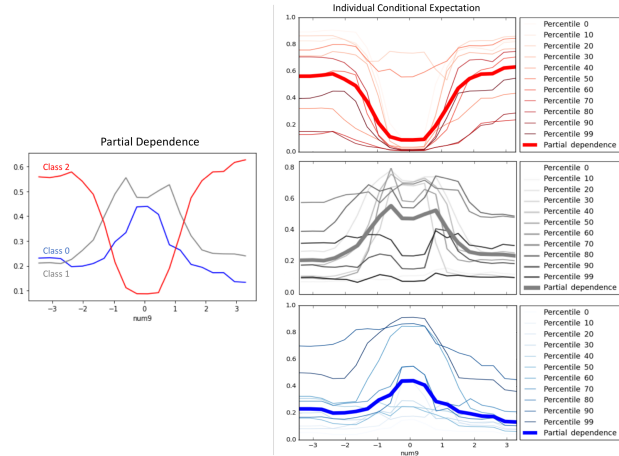 Individual Conditional Expectation
Partial Dependence
Class 2
Class 0
Class 1
0.6
0.5
0.4
0.3
0.2
0.1
−3
−2
−1
0
1
2
3
num9
1.0
0.8
0.6
0.4
0.2
0.0
Percentile 0
Percentile 10
Percentile 20
Percentile 30
Percentile 40
Percentile 50
Percentile 60
Percentile 70
Percentile 80
Percentile 90
Percentile 99
Partial dependence
0.8
0.6
0.4
0.2
0.0
Percentile 0
Percentile 10
Percentile 20
Percentile 30
Percentile 40
Percentile 50
Percentile 60
Percentile 70
Percentile 80
Percentile 90
Percentile 99
Partial dependence
1.0
0.8
0.6
0.4
0.2
0.0
−3
−2
−1
0
1
2
3
num9
Percentile 0
Percentile 10
Percentile 20
Percentile 30
Percentile 40
Percentile 50
Percentile 60
Percentile 70
Percentile 80
Percentile 90
Percentile 99
Partial dependence